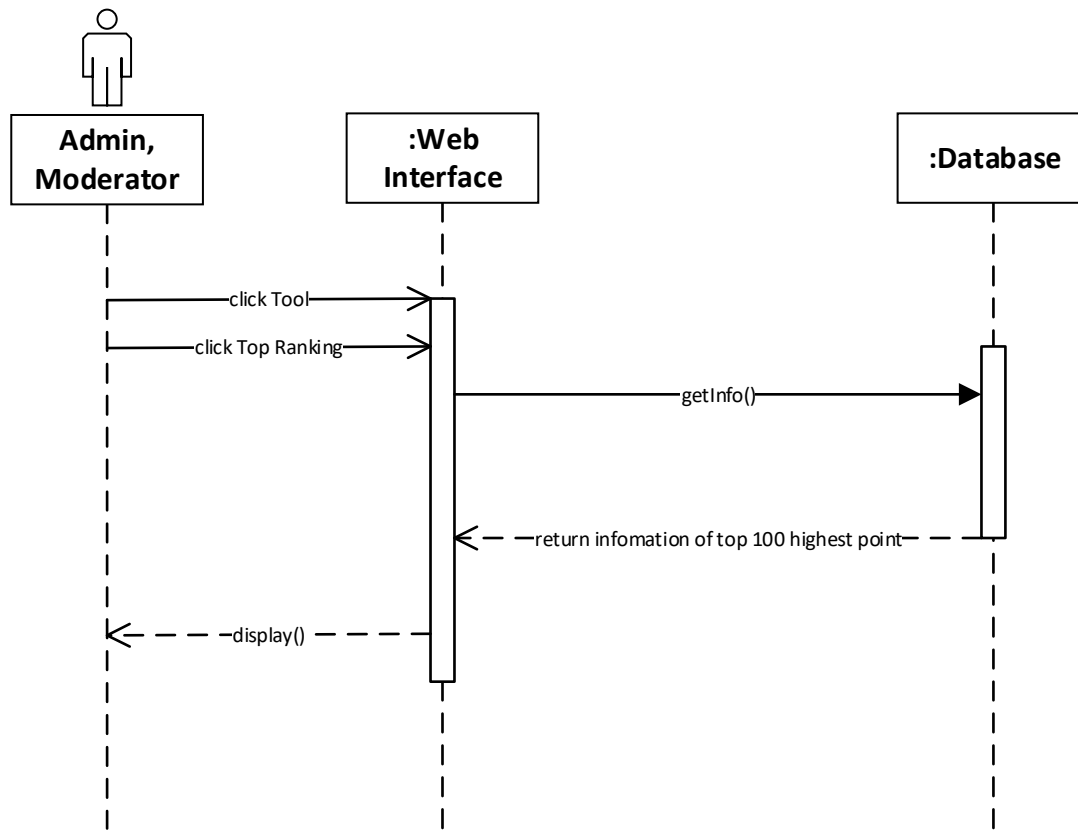 Admin,
Moderator
:Web
Interface
:Database
click Tool
click Top Ranking
getInfo()
return infomation of top 100 highest point
display()